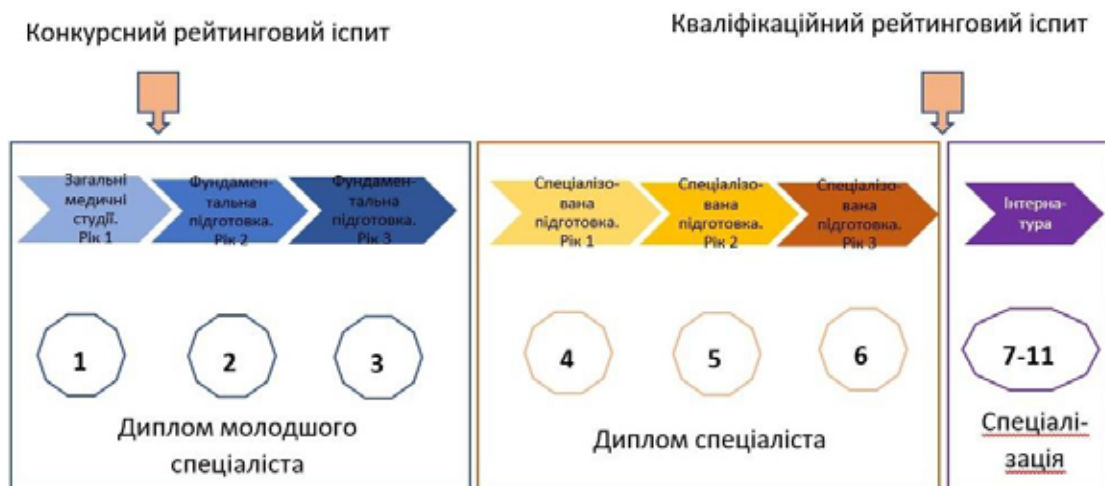 Конкурсний рейтинговий іспит
Кваліфікаційний рейтинговий іспит
Загальні
медичні
студії.
Рік 1
Фундамен-
тальна
підготовка.
Рік 2
Фундамен-
тальна
підготовка.
Рік 3
Спеціалізо-
вана
підготовка.
Рік 1
Спеціалізо-
вана
підготовка.
Рік 2
Спеціалізо-
вана
підготовка.
Рік 3
Інтерна-
тура
1
2
3
4
5
6
7-11
Диплом молодшого
спеціаліста
Диплом спеціаліста
Спеціалі-
зація